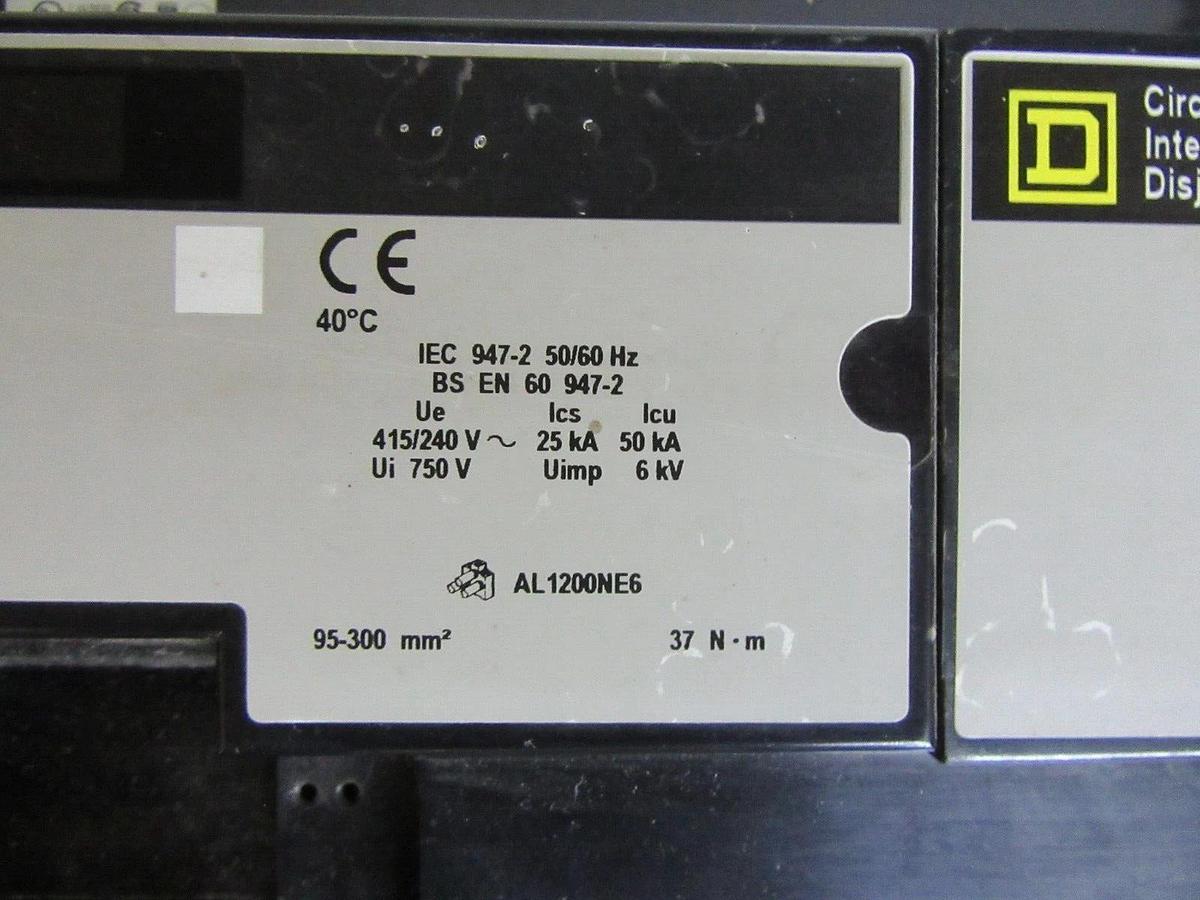 CE
40°C
IEC 947-2 50/60 Hz
BS EN 60 947-2
Ue Ics Icu
415/240 V ~ 25 kA 50 kA
Ui 750 V Uimp 6 kV
AL1200NE6
95-300 mm² 37 N·m
D
Circ
Inte
Disj